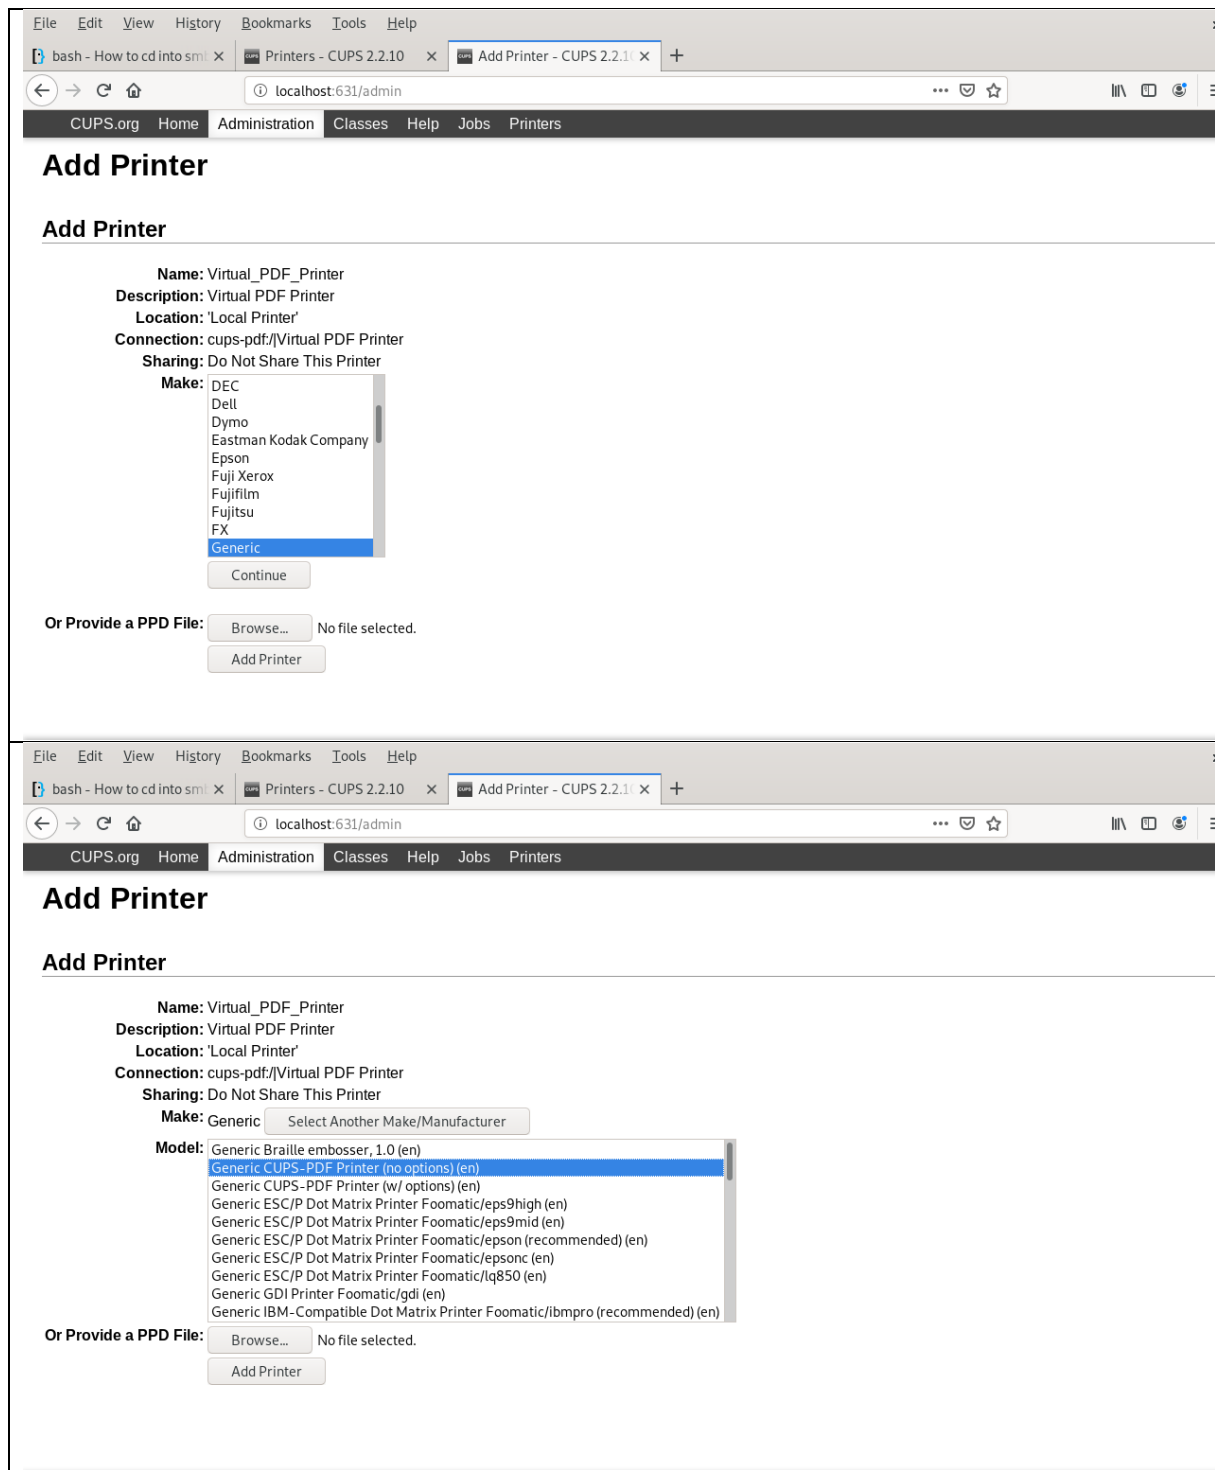 File Edit View History Bookmarks Tools Help
bash - How to cd into sm Printers - CUPS 2.2.10 Add Printer - CUPS 2.2.1
localhost:631/admin
CUPS.org Home Administration Classes Help Jobs Printers
Add Printer
Add Printer
Name: Virtual_PDF_Printer
Description: Virtual PDF Printer
Location: 'Local Printer'
Connection: cups-pdf:/|Virtual PDF Printer
Sharing: Do Not Share This Printer
Make: DEC
Dell
Dymo
Eastman Kodak Company
Epson
Fuji Xerox
Fujifilm
Fujitsu
FX
Generic
Continue
Or Provide a PPD File: Browse... No file selected.
Add Printer
File Edit View History Bookmarks Tools Help
bash - How to cd into sm Printers - CUPS 2.2.10 Add Printer - CUPS 2.2.1
localhost:631/admin
CUPS.org Home Administration Classes Help Jobs Printers
Add Printer
Add Printer
Name: Virtual_PDF_Printer
Description: Virtual PDF Printer
Location: 'Local Printer'
Connection: cups-pdf:/|Virtual PDF Printer
Sharing: Do Not Share This Printer
Make: Generic Select Another Make/Manufacturer
Model: Generic Braille embosser, 1.0 (en)
Generic CUPS-PDF Printer (no options) (en)
Generic CUPS-PDF Printer (w/ options) (en)
Generic ESC/P Dot Matrix Printer Foomatic/eps9high (en)
Generic ESC/P Dot Matrix Printer Foomatic/eps9mid (en)
Generic ESC/P Dot Matrix Printer Foomatic/epson (recommended) (en)
Generic ESC/P Dot Matrix Printer Foomatic/epsonc (en)
Generic ESC/P Dot Matrix Printer Foomatic/lq850 (en)
Generic GDI Printer Foomatic/gdi (en)
Generic IBM-Compatible Dot Matrix Printer Foomatic/ibmpro (recommended) (en)
Or Provide a PPD File: Browse... No file selected.
Add Printer